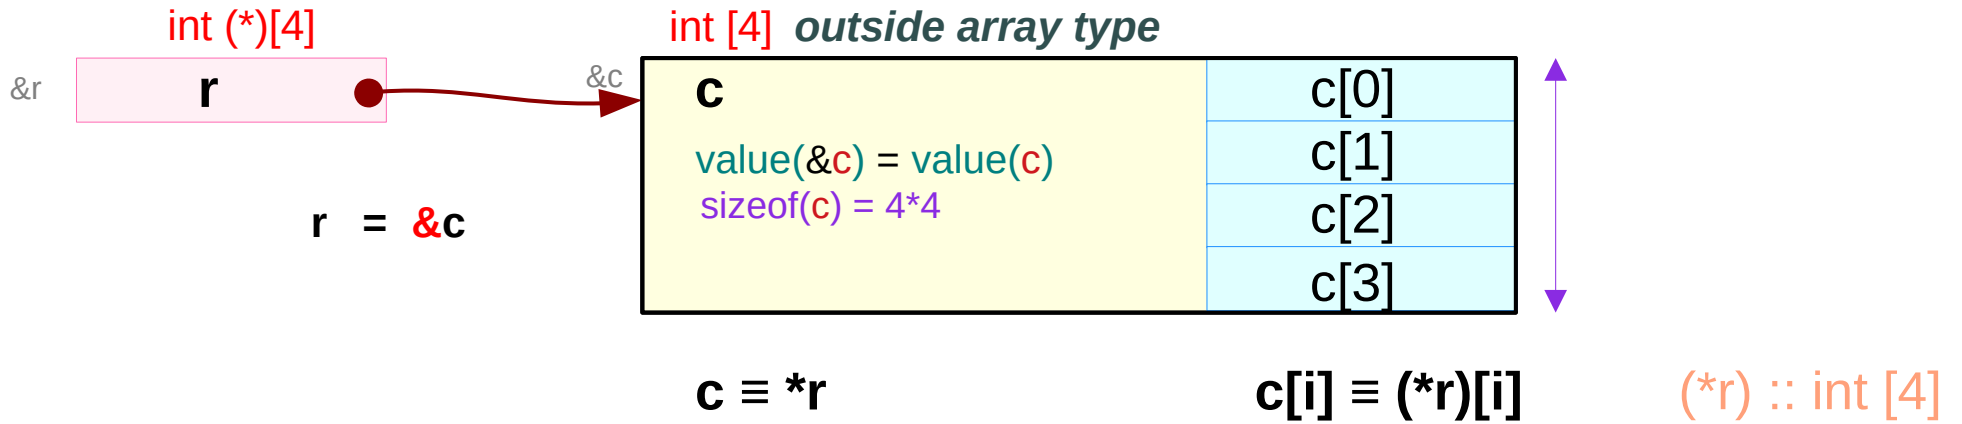 int (*)[4]
int [4] outside array type
&r
r
&c
c
c[0]
c[1]
value(&c) = value(c)
sizeof(c) = 4*4
c[2]
r = &c
c[3]
c ≡ *r
c[i] ≡ (*r)[i]
(*r) :: int [4]